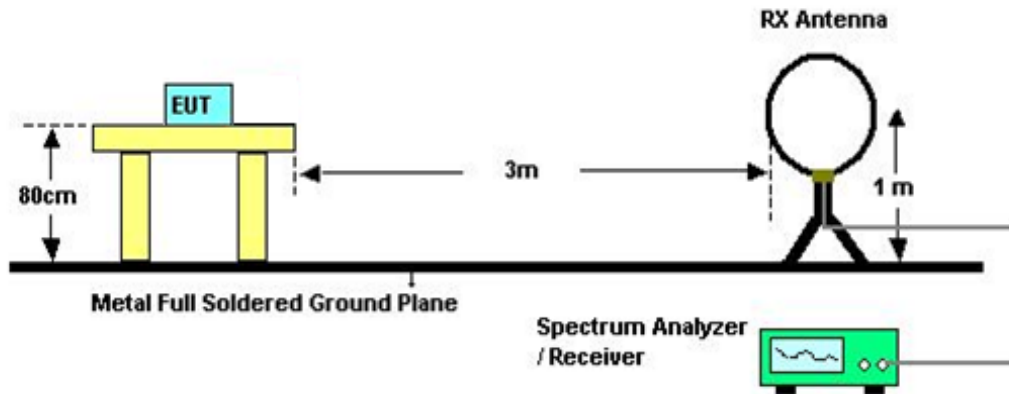 RX Antenna
EUT
80cm
3m
1 m
Metal Full Soldered Ground Plane
Spectrum Analyzer
/ Receiver